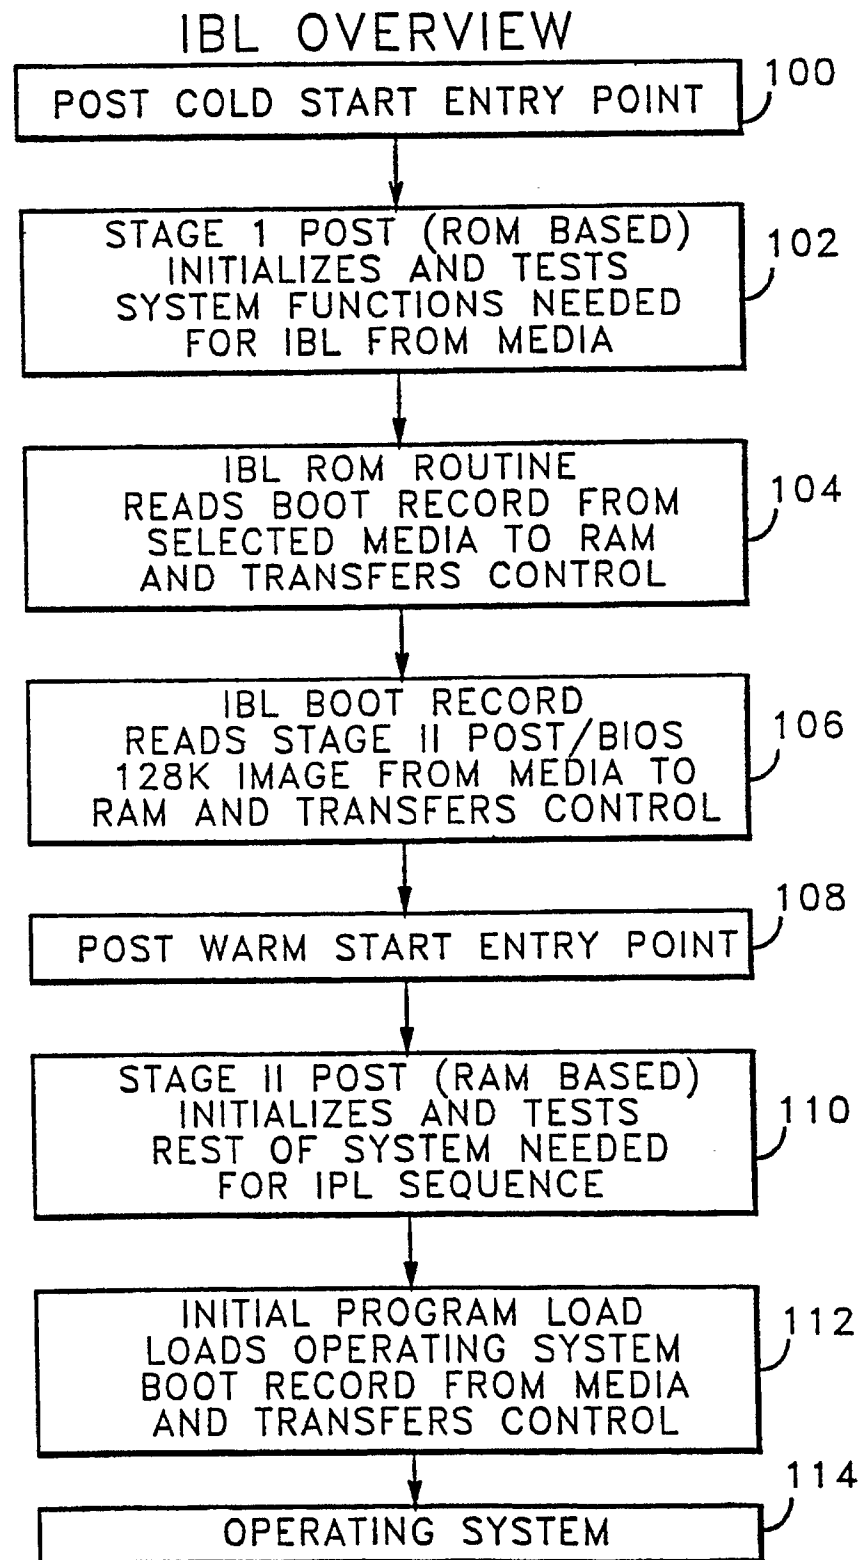 IBL OVERVIEW
POST COLD START ENTRY POINT
100
STAGE 1 POST (ROM BASED)
INITIALIZES AND TESTS
SYSTEM FUNCTIONS NEEDED
FOR IBL FROM MEDIA
102
IBL ROM ROUTINE
READS BOOT RECORD FROM
SELECTED MEDIA TO RAM
AND TRANSFERS CONTROL
104
IBL BOOT RECORD
READS STAGE II POST/BIOS
128K IMAGE FROM MEDIA TO
RAM AND TRANSFERS CONTROL
106
POST WARM START ENTRY POINT
108
STAGE II POST (RAM BASED)
INITIALIZES AND TESTS
REST OF SYSTEM NEEDED
FOR IPL SEQUENCE
110
INITIAL PROGRAM LOAD
LOADS OPERATING SYSTEM
BOOT RECORD FROM MEDIA
AND TRANSFERS CONTROL
112
OPERATING SYSTEM
114